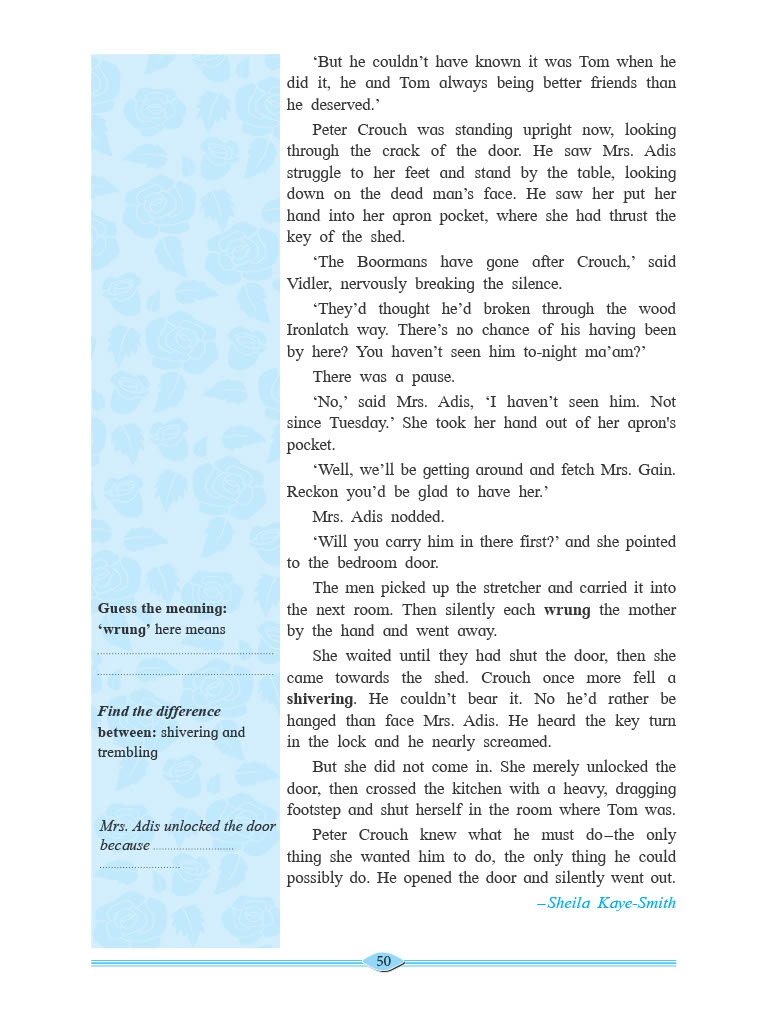 ‘But he couldn’t have known it was Tom when he
did it, he and Tom always being better friends than
he deserved.’
Peter Crouch was standing upright now, looking
through the crack of the door. He saw Mrs. Adis
struggle to her feet and stand by the table, looking
down on the dead man’s face. He saw her put her
hand into her apron pocket, where she had thrust the
key of the shed.
‘The Boormans have gone after Crouch,’ said
Vidler, nervously breaking the silence.
‘They’d thought he’d broken through the wood
Ironlatch way. There’s no chance of his having been
by here? You haven’t seen him to-night ma’am?’
There was a pause.
‘No,’ said Mrs. Adis, ‘I haven’t seen him. Not
since Tuesday.’ She took her hand out of her apron's
pocket.
‘Well, we’ll be getting around and fetch Mrs. Gain.
Reckon you’d be glad to have her.’
Mrs. Adis nodded.
‘Will you carry him in there first?’ and she pointed
to the bedroom door.
The men picked up the stretcher and carried it into
the next room. Then silently each wrung the mother
by the hand and went away.
She waited until they had shut the door, then she
came towards the shed. Crouch once more fell a
shivering. He couldn’t bear it. No he’d rather be
hanged than face Mrs. Adis. He heard the key turn
in the lock and he nearly screamed.
But she did not come in. She merely unlocked the
door, then crossed the kitchen with a heavy, dragging
footstep and shut herself in the room where Tom was.
Peter Crouch knew what he must do–the only
thing she wanted him to do, the only thing he could
possibly do. He opened the door and silently went out.
–Sheila Kaye-Smith
Guess the meaning:
‘wrung’ here means
......................................................
......................................................
Find the difference
between: shivering and
trembling
Mrs. Adis unlocked the door
because ...........................
...........................
50